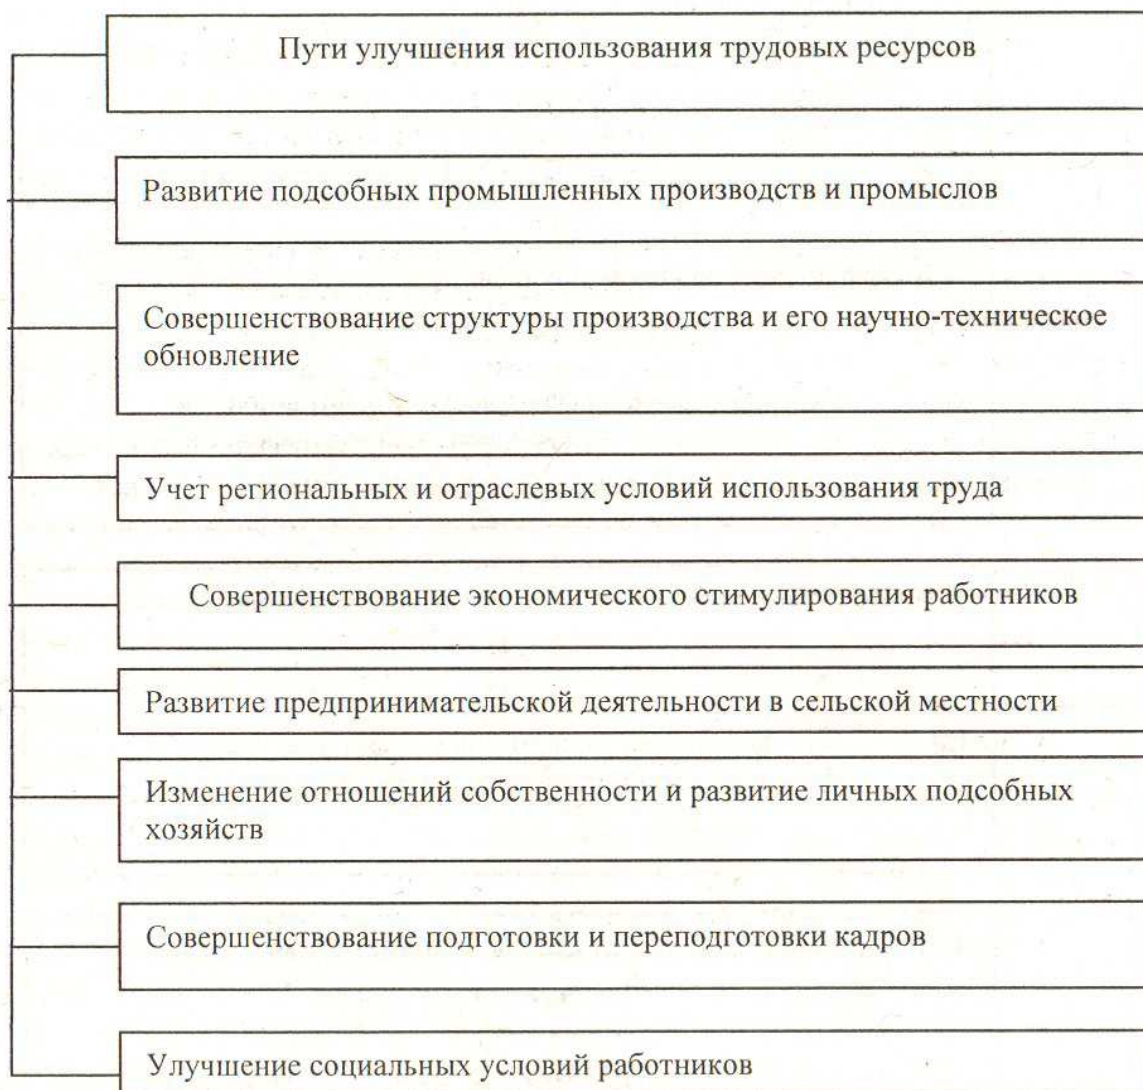 Пути улучшения использования трудовых ресурсов
Развитие подсобных промышленных производств и промыслов
Совершенствование структуры производства и его научно-техническое
обновление
Учет региональных и отраслевых условий использования труда
Совершенствование экономического стимулирования работников
Развитие предпринимательской деятельности в сельской местности
Изменение отношений собственности и развитие личных подсобных
хозяйств
Совершенствование подготовки и переподготовки кадров
Улучшение социальных условий работников